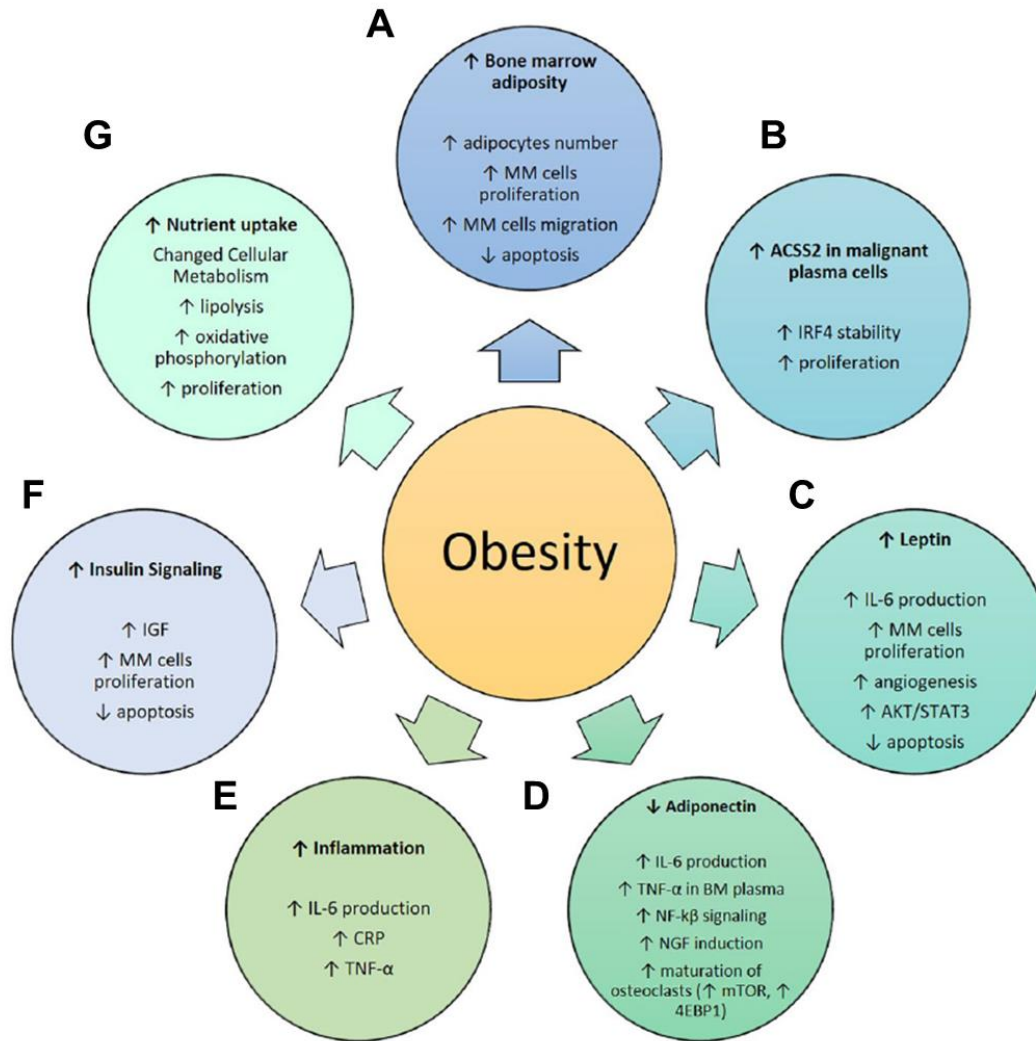 A
↑ Bone marrow
adiposity
↑ adipocytes number
↑ MM cells
proliferation
↑ MM cells migration
↓ apoptosis
B
↑ ACSS2 in malignant
plasma cells
↑ IRF4 stability
↑ proliferation
C
↑ Leptin
↑ IL-6 production
↑ MM cells
proliferation
↑ angiogenesis
↑ AKT/STAT3
↓ apoptosis
D
↓ Adiponectin
↑ IL-6 production
↑ TNF-α in BM plasma
↑ NF-kβ signaling
↑ NGF induction
↑ maturation of
osteoclasts (↑ mTOR, ↑
4EBP1)
E
↑ Inflammation
↑ IL-6 production
↑ CRP
↑ TNF-α
F
↑ Insulin Signaling
↑ IGF
↑ MM cells
proliferation
↓ apoptosis
G
↑ Nutrient uptake
Changed Cellular
Metabolism
↑ lipolysis
↑ oxidative
phosphorylation
↑ proliferation
Obesity